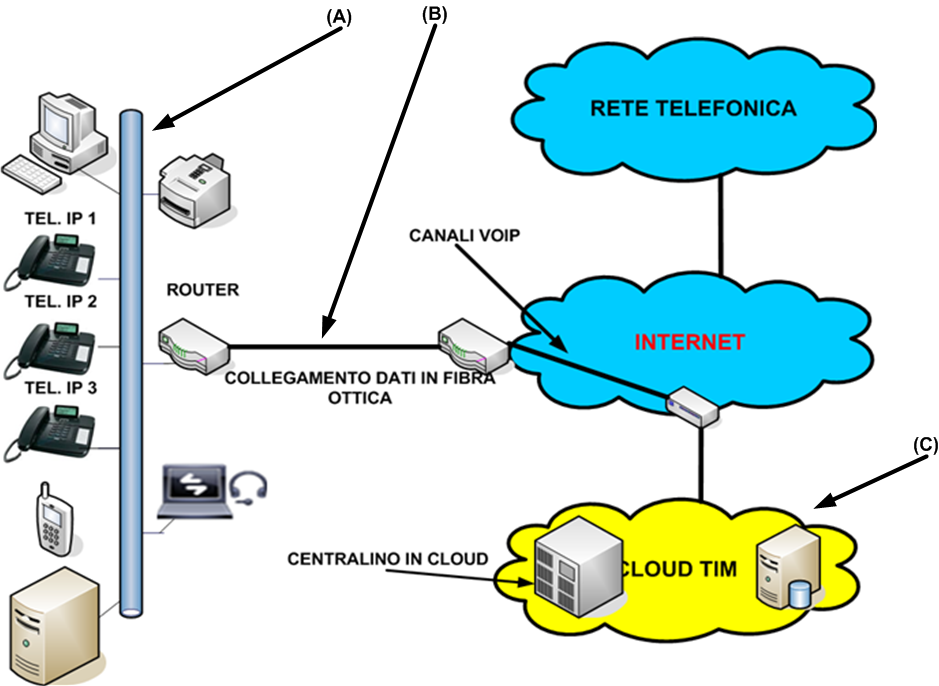 (A)
(B)
RETE TELEFONICA
TEL. IP 1
CANALI VOIP
ROUTER
TEL. IP 2
INTERNET
COLLEGAMENTO DATI IN FIBRA
OTTICA
TEL. IP 3
(C)
CENTRALINO IN CLOUD
CLOUD TIM